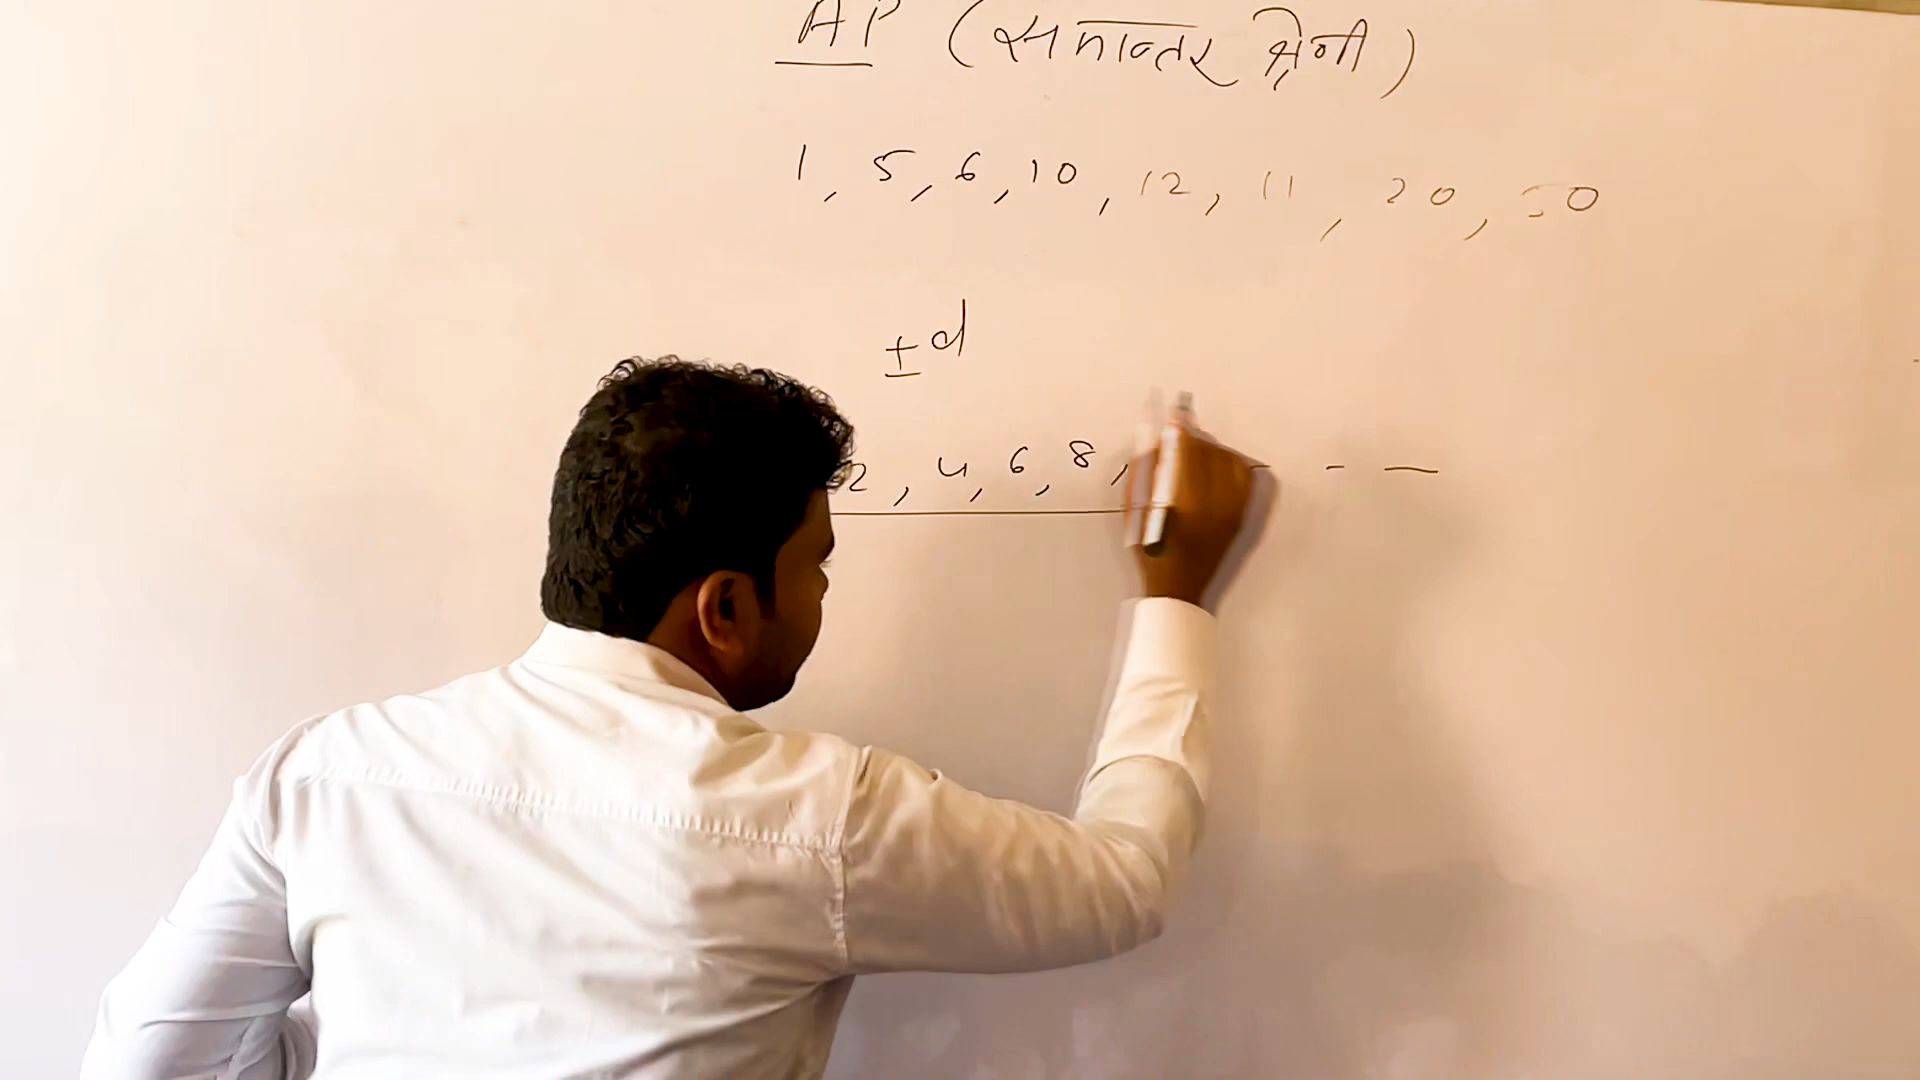 AP (समान्तर श्रेणी)
1, 5, 6, 10, 12, 11, 20, 50
±d
2, 4, 6, 8, - - —